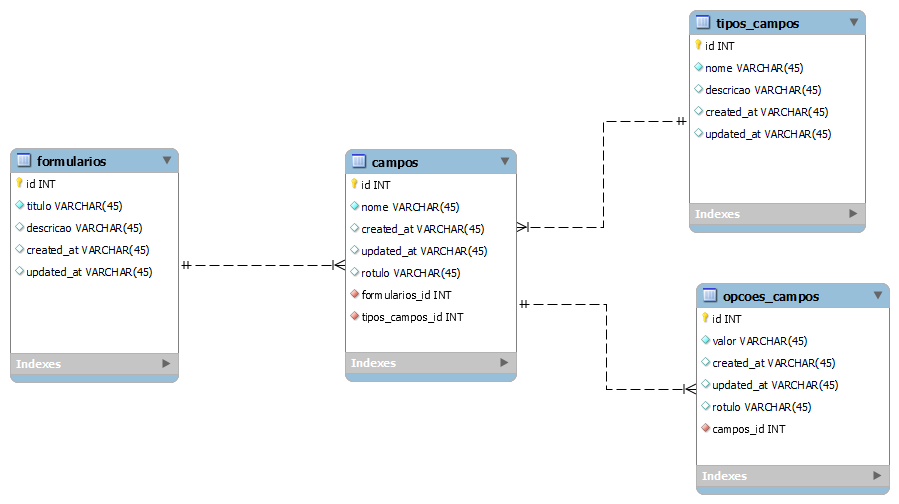 formularios
id INT
titulo VARCHAR(45)
descricao VARCHAR(45)
created_at VARCHAR(45)
updated_at VARCHAR(45)
Indexes
campos
id INT
nome VARCHAR(45)
created_at VARCHAR(45)
updated_at VARCHAR(45)
rotulo VARCHAR(45)
formularios_id INT
tipos_campos_id INT
Indexes
tipos_campos
id INT
nome VARCHAR(45)
descricao VARCHAR(45)
created_at VARCHAR(45)
updated_at VARCHAR(45)
Indexes
opcoes_campos
id INT
valor VARCHAR(45)
created_at VARCHAR(45)
updated_at VARCHAR(45)
rotulo VARCHAR(45)
campos_id INT
Indexes